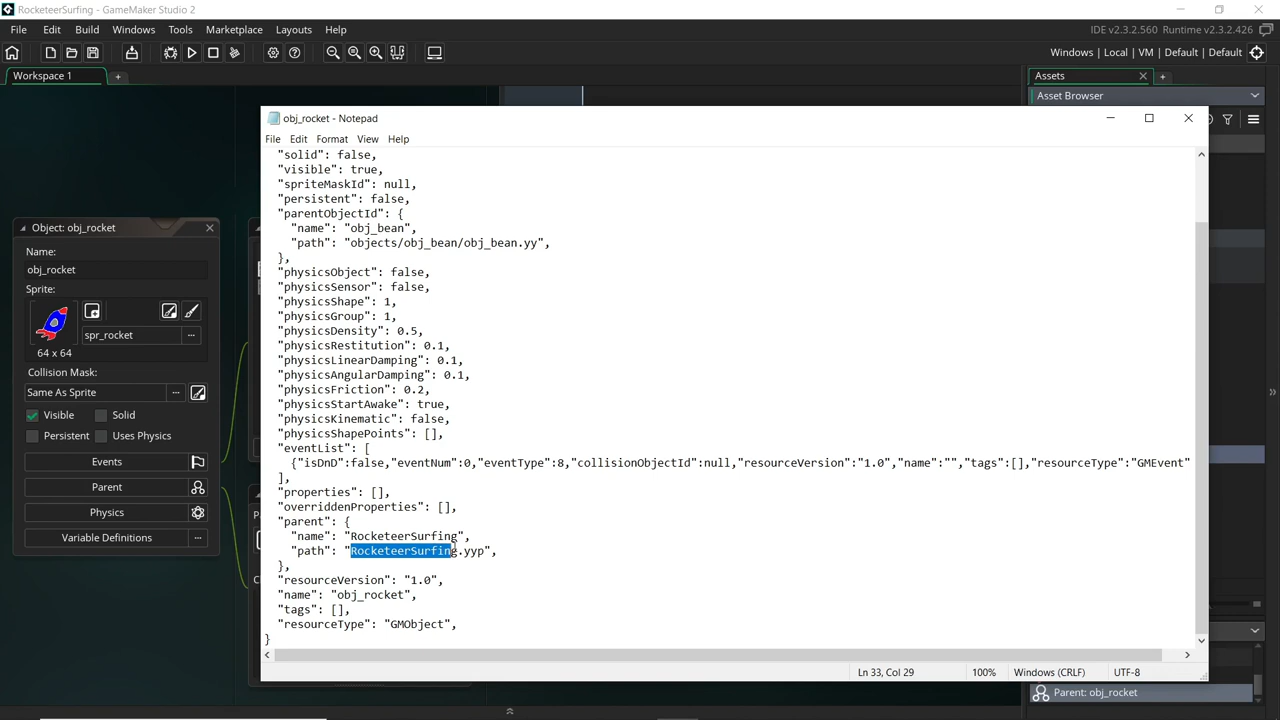 RocketeerSurfing - GameMaker Studio 2
File Edit Build Windows Tools Marketplace Layouts Help
IDE v2.3.2.560 Runtime v2.3.2.426
Windows | Local | VM | Default | Default
Workspace 1
Assets
Asset Browser
obj_rocket - Notepad
File Edit Format View Help
"solid": false,
"visible": true,
"spriteMaskId": null,
"persistent": false,
"parentObjectId": {
"name": "obj_bean",
"path": "objects/obj_bean/obj_bean.yy",
},
"physicsObject": false,
"physicsSensor": false,
"physicsShape": 1,
"physicsGroup": 1,
"physicsDensity": 0.5,
"physicsRestitution": 0.1,
"physicsLinearDamping": 0.1,
"physicsAngularDamping": 0.1,
"physicsFriction": 0.2,
"physicsStartAwake": true,
"physicsKinematic": false,
"physicsShapePoints": [],
"eventList": [
{"isDnD":false,"eventNum":0,"eventType":8,"collisionObjectId":null,"resourceVersion":"1.0","name":"","tags":[],"resourceType":"GMEvent"
],
"properties": [],
"overriddenProperties": [],
"parent": {
"name": "RocketeerSurfing",
"path": "RocketeerSurfing.yyp",
},
"resourceVersion": "1.0",
"name": "obj_rocket",
"tags": [],
"resourceType": "GMObject",
}
Ln 33, Col 29
100%
Windows (CRLF)
UTF-8
Object: obj_rocket
Name:
obj_rocket
Sprite:
spr_rocket
64 x 64
Collision Mask:
Same As Sprite
Visible
Solid
Persistent
Uses Physics
Events
Parent
Physics
Variable Definitions
Parent: obj_rocket